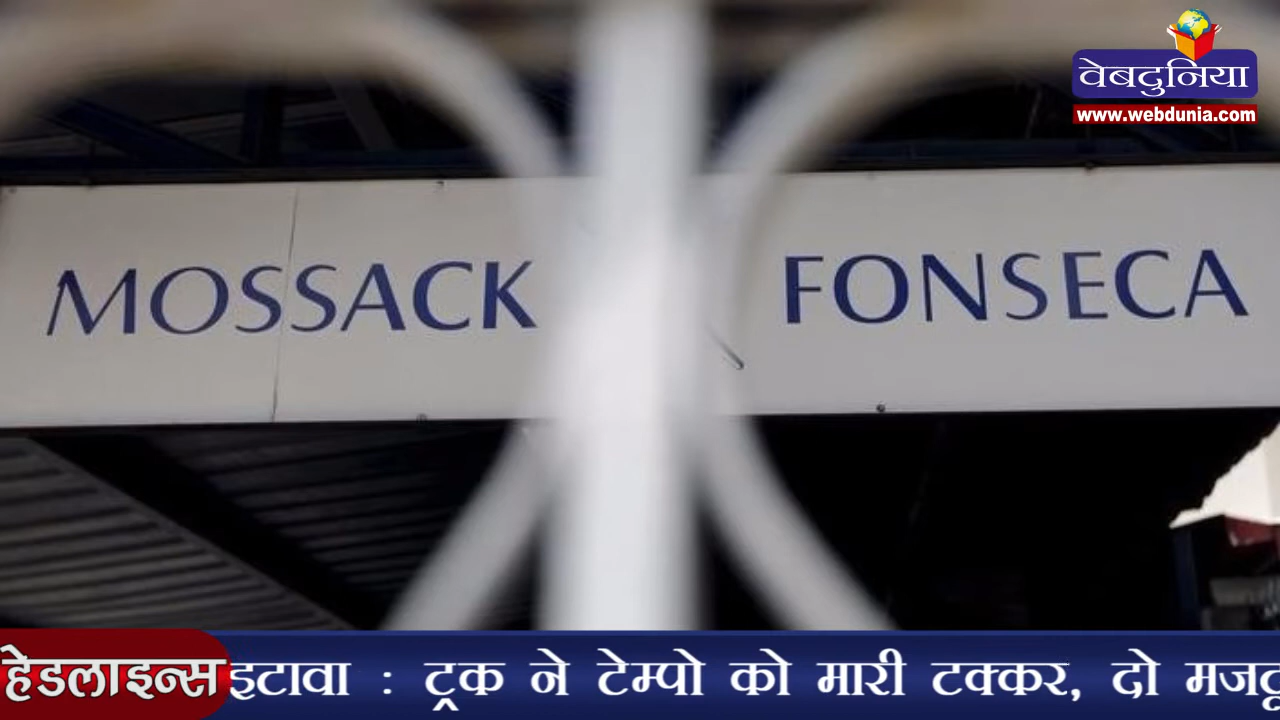 वेबदुनिया
www.webdunia.com
MOSSACK FONSECA
हेडलाइन्स इटावा : ट्रक ने टेम्पो को मारी टक्कर, दो